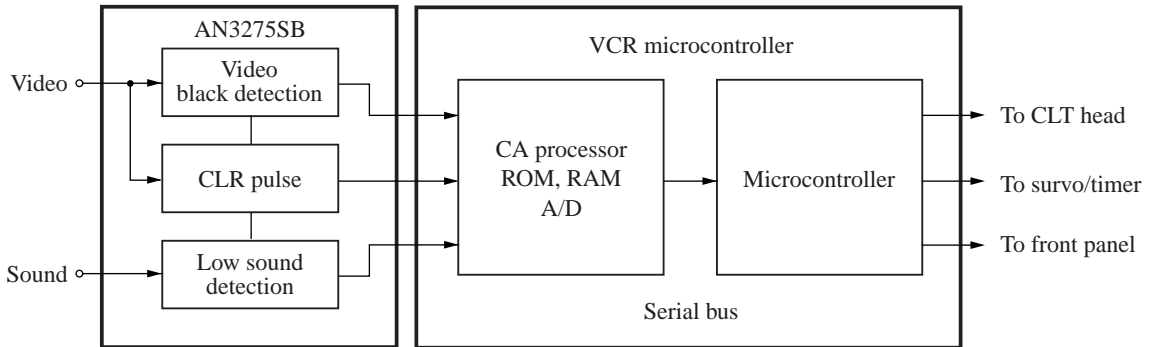 AN3275SB
VCR microcontroller
Video
Video
black detection
To CLT head
CA processor
ROM, RAM
A/D
CLR pulse
Microcontroller
To survo/timer
To front panel
Sound
Low sound
detection
Serial bus